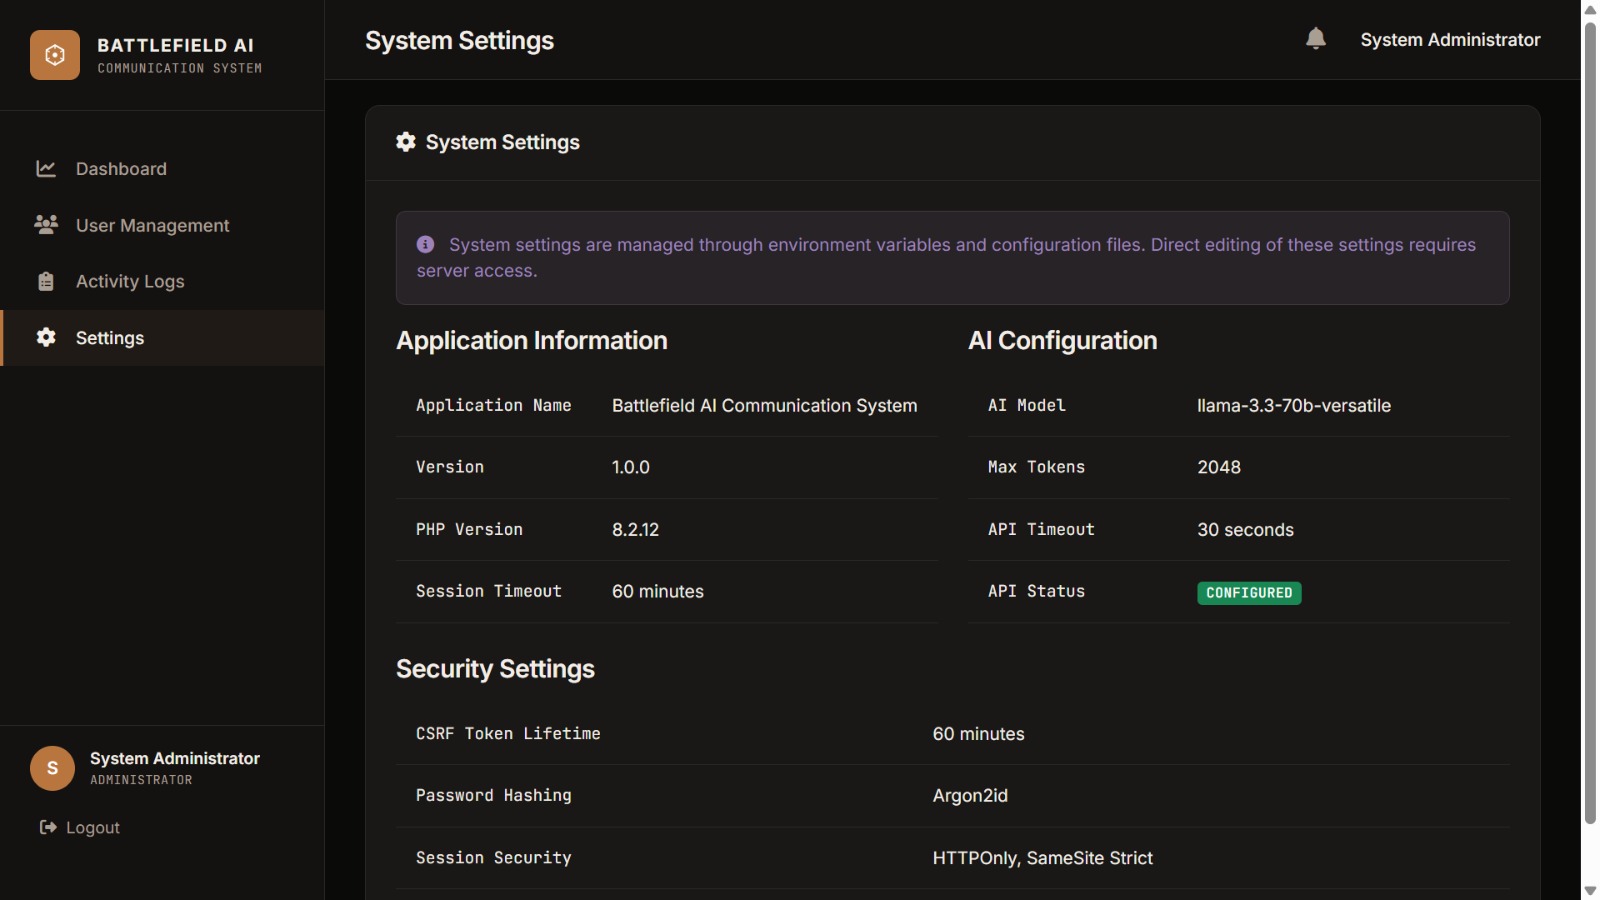 BATTLEFIELD AI
COMMUNICATION SYSTEM
Dashboard
User Management
Activity Logs
Settings
S
System Administrator
ADMINISTRATOR
Logout
System Settings
System Administrator
System Settings
System settings are managed through environment variables and configuration files. Direct editing of these settings requires
server access.
Application Information
Application Name Battlefield AI Communication System
Version 1.0.0
PHP Version 8.2.12
Session Timeout 60 minutes
AI Configuration
AI Model llama-3.3-70b-versatile
Max Tokens 2048
API Timeout 30 seconds
API Status CONFIGURED
Security Settings
CSRF Token Lifetime 60 minutes
Password Hashing Argon2id
Session Security HTTPOnly, SameSite Strict